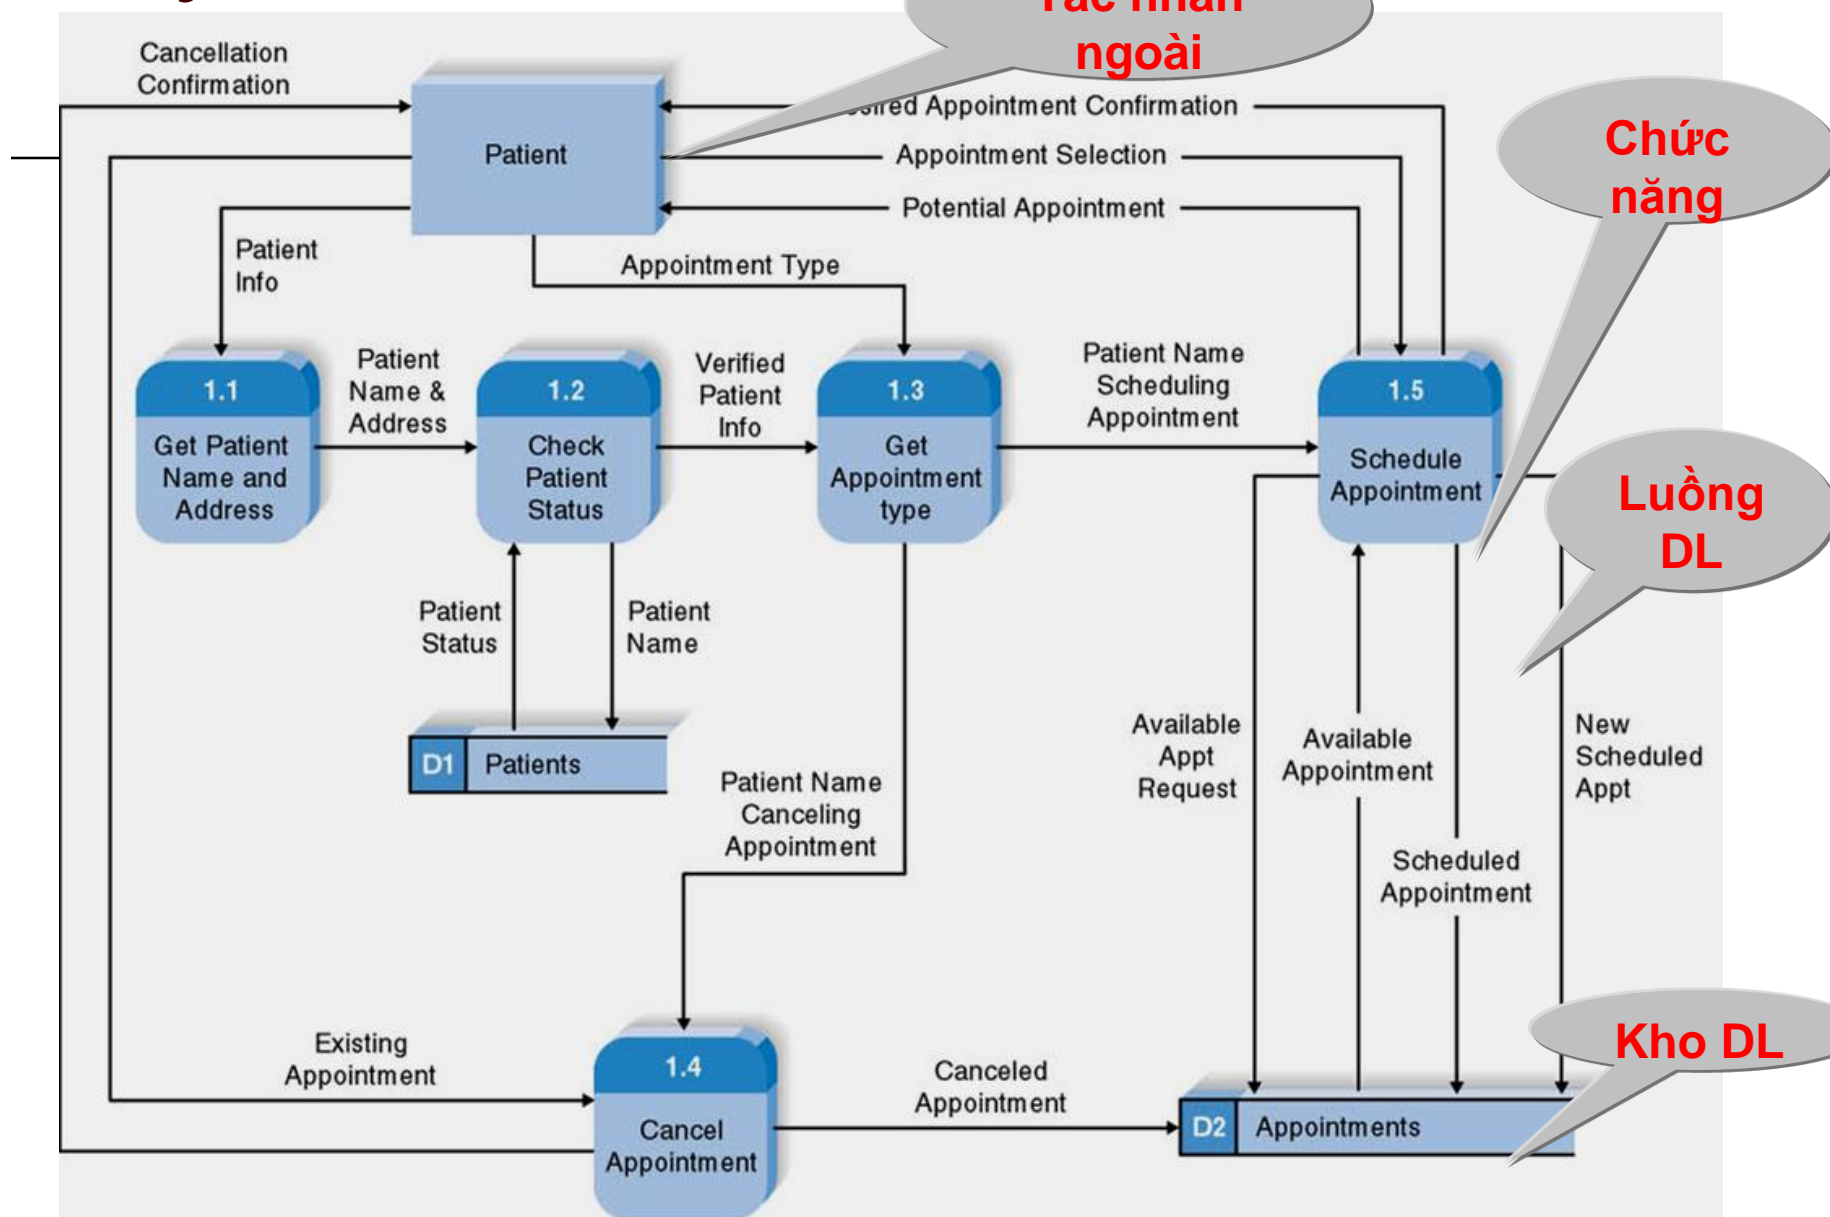 Tác nhân
ngoài
Cancellation
Confirmation
Desired Appointment Confirmation
Chức
năng
Patient
Appointment Selection
Potential Appointment
Patient
Info
Appointment Type
Patient
Name &
Address
Verified
Patient
Info
Patient Name
Scheduling
Appointment
1.1
Get Patient
Name and
Address
1.2
Check
Patient
Status
1.3
Get
Appointment
type
1.5
Schedule
Appointment
Luồng
DL
Patient
Status
Patient
Name
D1 Patients
Patient Name
Canceling
Appointment
Available
Appt
Request
Available
Appointment
New
Scheduled
Appt
Scheduled
Appointment
Kho DL
Existing
Appointment
1.4
Cancel
Appointment
Canceled
Appointment
D2 Appointments